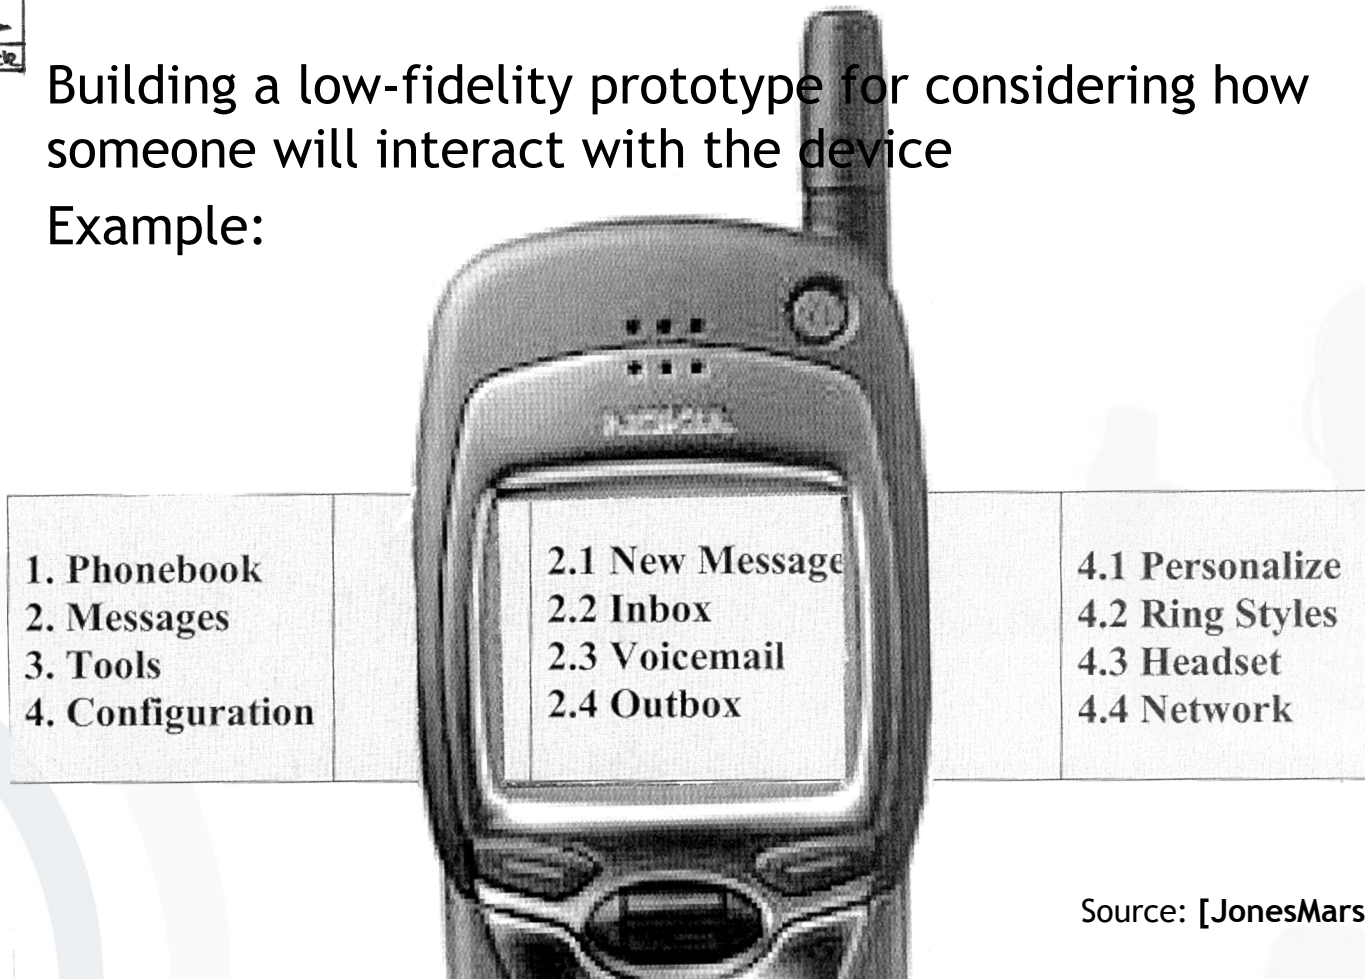 Building a low-fidelity prototype for considering how
someone will interact with the device
Example:
NOKIA
1. Phonebook
2. Messages
3. Tools
4. Configuration
2.1 New Message
2.2 Inbox
2.3 Voicemail
2.4 Outbox
4.1 Personalize
4.2 Ring Styles
4.3 Headset
4.4 Network
Source: [JonesMars